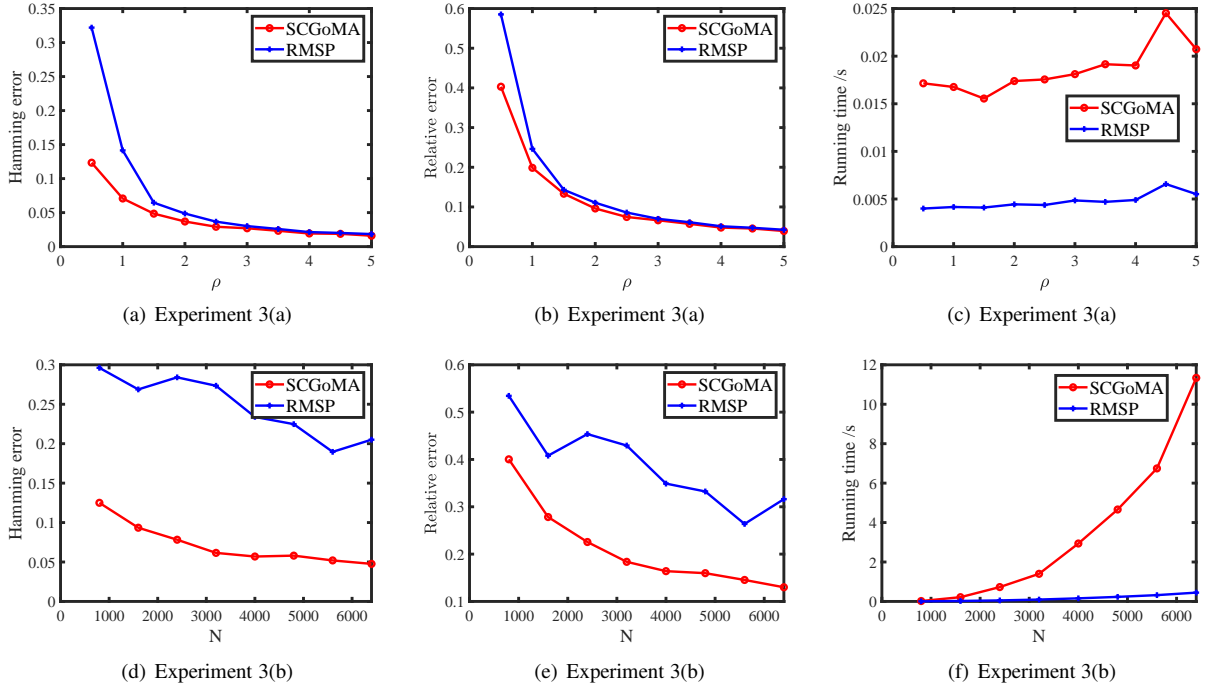 0.35
0.3
0.25
0.2
0.15
0.1
0.05
0
0 1 2 3 4 5
Hamming error
ρ
SCGoMA
RMSP
(a) Experiment 3(a)
0.6
0.5
0.4
0.3
0.2
0.1
0
0 1 2 3 4 5
Relative error
ρ
SCGoMA
RMSP
(b) Experiment 3(a)
0.025
0.02
0.015
0.01
0.005
0
0 1 2 3 4 5
Running time /s
ρ
SCGoMA
RMSP
(c) Experiment 3(a)
0.3
0.25
0.2
0.15
0.1
0.05
0
0 1000 2000 3000 4000 5000 6000
Hamming error
N
SCGoMA
RMSP
(d) Experiment 3(b)
0.6
0.5
0.4
0.3
0.2
0.1
0 1000 2000 3000 4000 5000 6000
Relative error
N
SCGoMA
RMSP
(e) Experiment 3(b)
12
10
8
6
4
2
0
0 1000 2000 3000 4000 5000 6000
Running time /s
N
SCGoMA
RMSP
(f) Experiment 3(b)